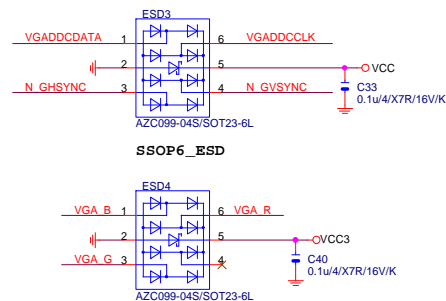 ESD3
VGADDCDATA 1 6 VGADDCCLK
2 5 VCC
N_GHSYNC 3 4 N_GVSYNC
C33
0.1u/4/X7R/16V/K
AZC099-04S/SOT23-6L
SSOP6_ESD
ESD4
VGA_B 1 6 VGA_R
2 5 VCC3
VGA_G 3 4
C40
0.1u/4/X7R/16V/K
AZC099-04S/SOT23-6L